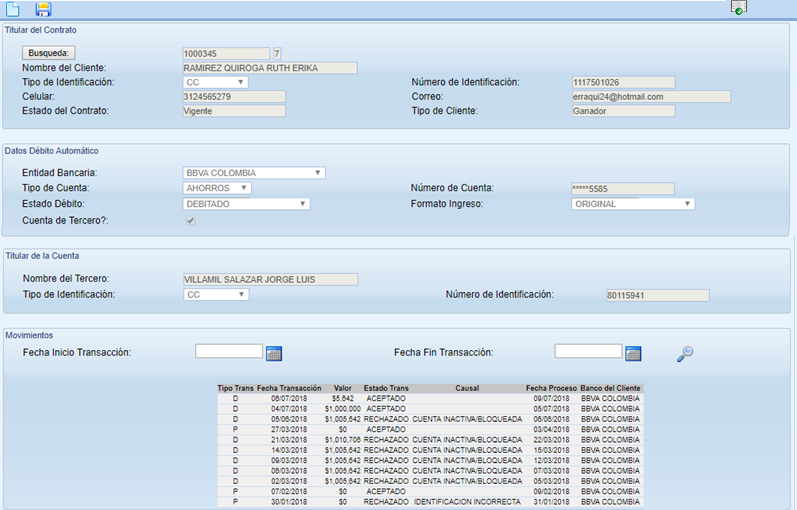 Titular del Contrato
Busqueda: 1000345 7
Nombre del Cliente: RAMIREZ QUIROGA RUTH ERIKA
Tipo de Identificación: CC Número de Identificación: 1117501026
Celular: 3124565279 Correo: erraqui24@hotmail.com
Estado del Contrato: Vigente Tipo de Cliente: Ganador
Datos Débito Automático
Entidad Bancaria: BBVA COLOMBIA
Tipo de Cuenta: AHORROS Número de Cuenta: *****5585
Estado Débito: DEBITADO Formato Ingreso: ORIGINAL
Cuenta de Tercero?:
Titular de la Cuenta
Nombre del Tercero: VILLAMIL SALAZAR JORGE LUIS
Tipo de Identificación: CC Número de Identificación: 80115941
Movimientos
Fecha Inicio Transacción: Fecha Fin Transacción:
Tipo Trans Fecha Transacción Valor Estado Trans Causal Fecha Proceso Banco del Cliente
D 06/07/2018 $5,642 ACEPTADO 09/07/2018 BBVA COLOMBIA
D 04/07/2018 $1,000,000 ACEPTADO 05/07/2018 BBVA COLOMBIA
D 05/06/2018 $1,005,642 RECHAZADO CUENTA INACTIVA/BLOQUEADA 06/06/2018 BBVA COLOMBIA
P 27/03/2018 $0 ACEPTADO 03/04/2018 BBVA COLOMBIA
D 21/03/2018 $1,010,706 RECHAZADO CUENTA INACTIVA/BLOQUEADA 22/03/2018 BBVA COLOMBIA
D 14/03/2018 $1,005,642 RECHAZADO CUENTA INACTIVA/BLOQUEADA 15/03/2018 BBVA COLOMBIA
D 09/03/2018 $1,005,642 RECHAZADO CUENTA INACTIVA/BLOQUEADA 12/03/2018 BBVA COLOMBIA
D 06/03/2018 $1,005,642 RECHAZADO CUENTA INACTIVA/BLOQUEADA 07/03/2018 BBVA COLOMBIA
D 02/03/2018 $1,005,642 RECHAZADO CUENTA INACTIVA/BLOQUEADA 05/03/2018 BBVA COLOMBIA
P 07/02/2018 $0 ACEPTADO 09/02/2018 BBVA COLOMBIA
P 30/01/2018 $0 RECHAZADO IDENTIFICACION INCORRECTA 31/01/2018 BBVA COLOMBIA